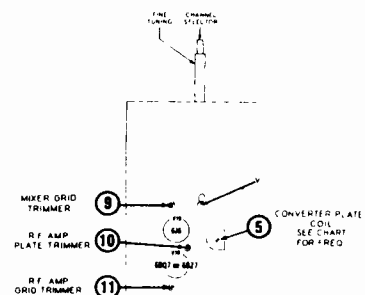 FINE TUNING
CHANNEL SELECTOR
MIXER GRID TRIMMER
9
6J6
CONVERTER PLATE COIL SEE CHART FOR FREQ
5
R.F. AMP PLATE TRIMMER
10
6BQ7 or 6BZ7
R.F. AMP GRID TRIMMER
11